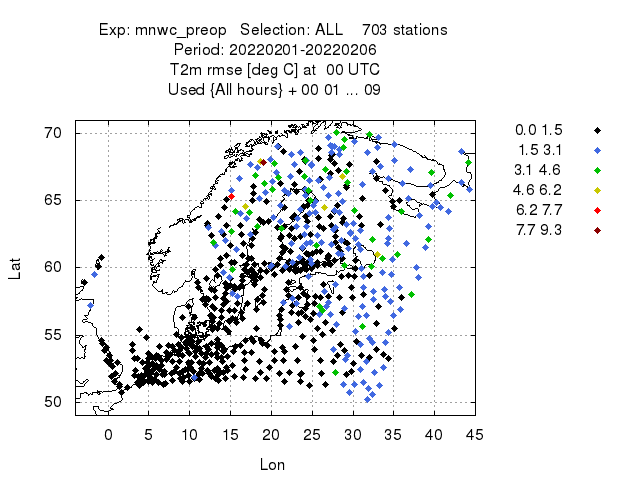 Exp: mnwc_preop Selection: ALL 703 stations
Period: 20220201-20220206
T2m rmse [deg C] at 00 UTC
Used {All hours} + 00 01 ... 09
0.0 1.5
1.5 3.1
3.1 4.6
4.6 6.2
6.2 7.7
7.7 9.3
Lat
70
65
60
55
50
0 5 10 15 20 25 30 35 40 45
Lon